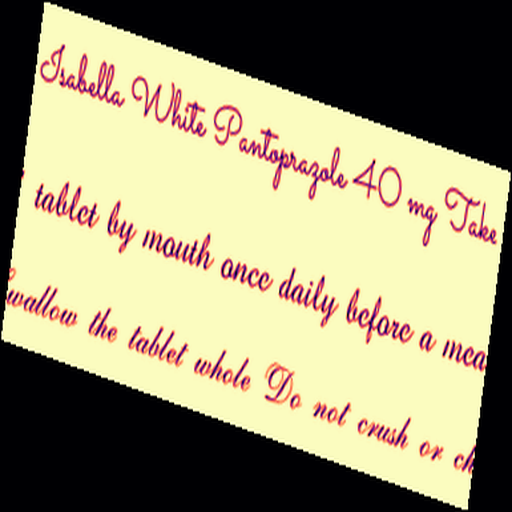 Isabella White Pantoprazole 40 mg Take
tablet by mouth once daily before a
the tablet whole Do not crush or